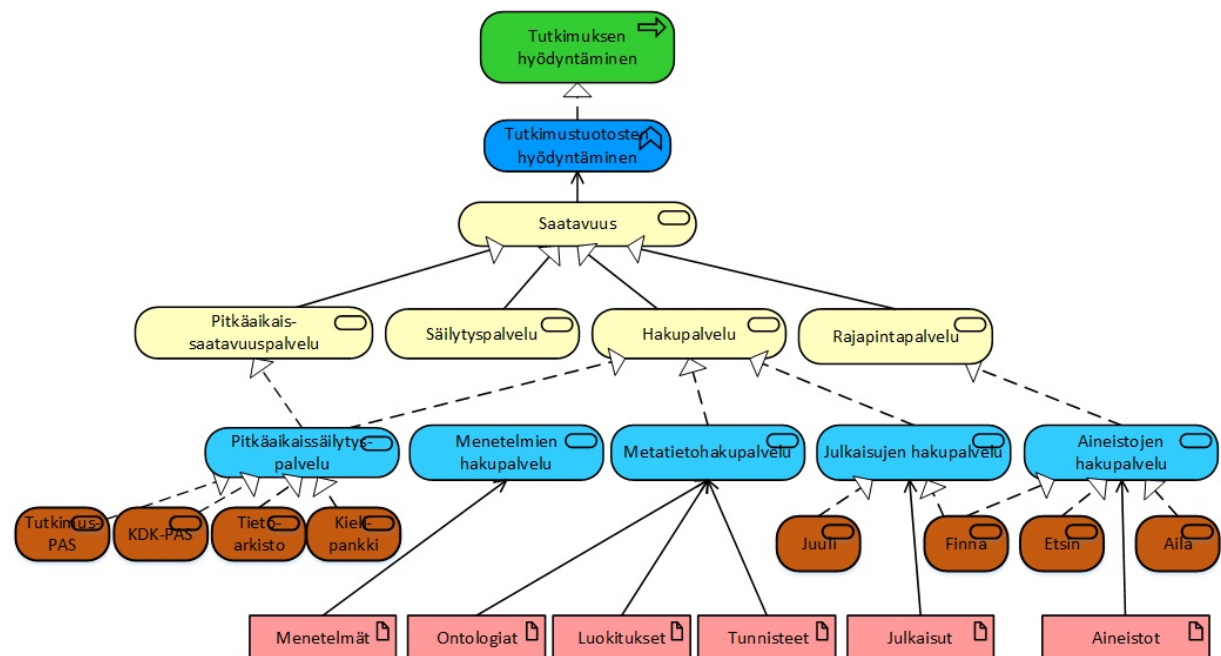 Tutkimuksen
hyödyntäminen
Tutkimustuotosten
hyödyntäminen
Saatavuus
Pitkäaikais-
saatavuuspalvelu
Säilytyspalvelu
Hakupalvelu
Rajapintapalvelu
Pitkäaikaissäilytys-
palvelu
Menetelmien
hakupalvelu
Metatietohakupalvelu
Julkaisujen hakupalvelu
Aineistojen
hakupalvelu
Tutkimus-
PAS
KDK-PAS
Tieto-
arkisto
Kieli-
pankki
Juuli
Finna
Etsin
Aila
Menetelmät
Ontologiat
Luokitukset
Tunnisteet
Julkaisut
Aineistot